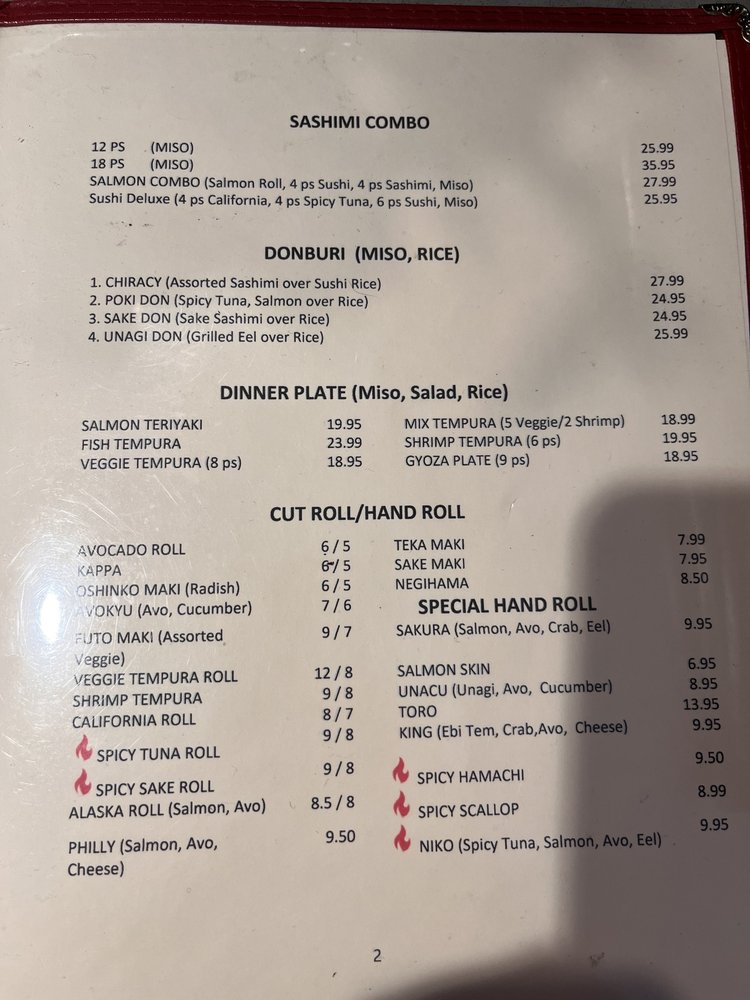 SASHIMI COMBO
12 PS (MISO) 25.99
18 PS (MISO) 35.95
SALMON COMBO (Salmon Roll, 4 ps Sushi, 4 ps Sashimi, Miso) 27.99
Sushi Deluxe (4 ps California, 4 ps Spicy Tuna, 6 ps Sushi, Miso) 25.95
DONBURI (MISO, RICE)
1. CHIRACY (Assorted Sashimi over Sushi Rice) 27.99
2. POKI DON (Spicy Tuna, Salmon over Rice) 24.95
3. SAKE DON (Sake Sashimi over Rice) 24.95
4. UNAGI DON (Grilled Eel over Rice) 25.99
DINNER PLATE (Miso, Salad, Rice)
SALMON TERIYAKI 19.95
FISH TEMPURA 23.99
VEGGIE TEMPURA (8 ps) 18.95
MIX TEMPURA (5 Veggie/2 Shrimp) 18.99
SHRIMP TEMPURA (6 ps) 19.95
GYOZA PLATE (9 ps) 18.95
CUT ROLL/HAND ROLL
AVOCADO ROLL 6 / 5
KAPPA 6 / 5
OSHINKO MAKI (Radish) 6 / 5
AVOKYU (Avo, Cucumber) 7 / 6
FUTO MAKI (Assorted 9 / 7
Veggie)
VEGGIE TEMPURA ROLL 12 / 8
SHRIMP TEMPURA 9 / 8
CALIFORNIA ROLL 8 / 7
SPICY TUNA ROLL 9 / 8
SPICY SAKE ROLL 9 / 8
ALASKA ROLL (Salmon, Avo) 8.5 / 8
PHILLY (Salmon, Avo, 9.50
Cheese)
TEKA MAKI 7.99
SAKE MAKI 7.95
NEGIHAMA 8.50
SPECIAL HAND ROLL
SAKURA (Salmon, Avo, Crab, Eel) 9.95
SALMON SKIN 6.95
UNACU (Unagi, Avo, Cucumber) 8.95
TORO 13.95
KING (Ebi Tem, Crab,Avo, Cheese) 9.95
SPICY HAMACHI 9.50
SPICY SCALLOP 8.99
NIKO (Spicy Tuna, Salmon, Avo, Eel) 9.95
2